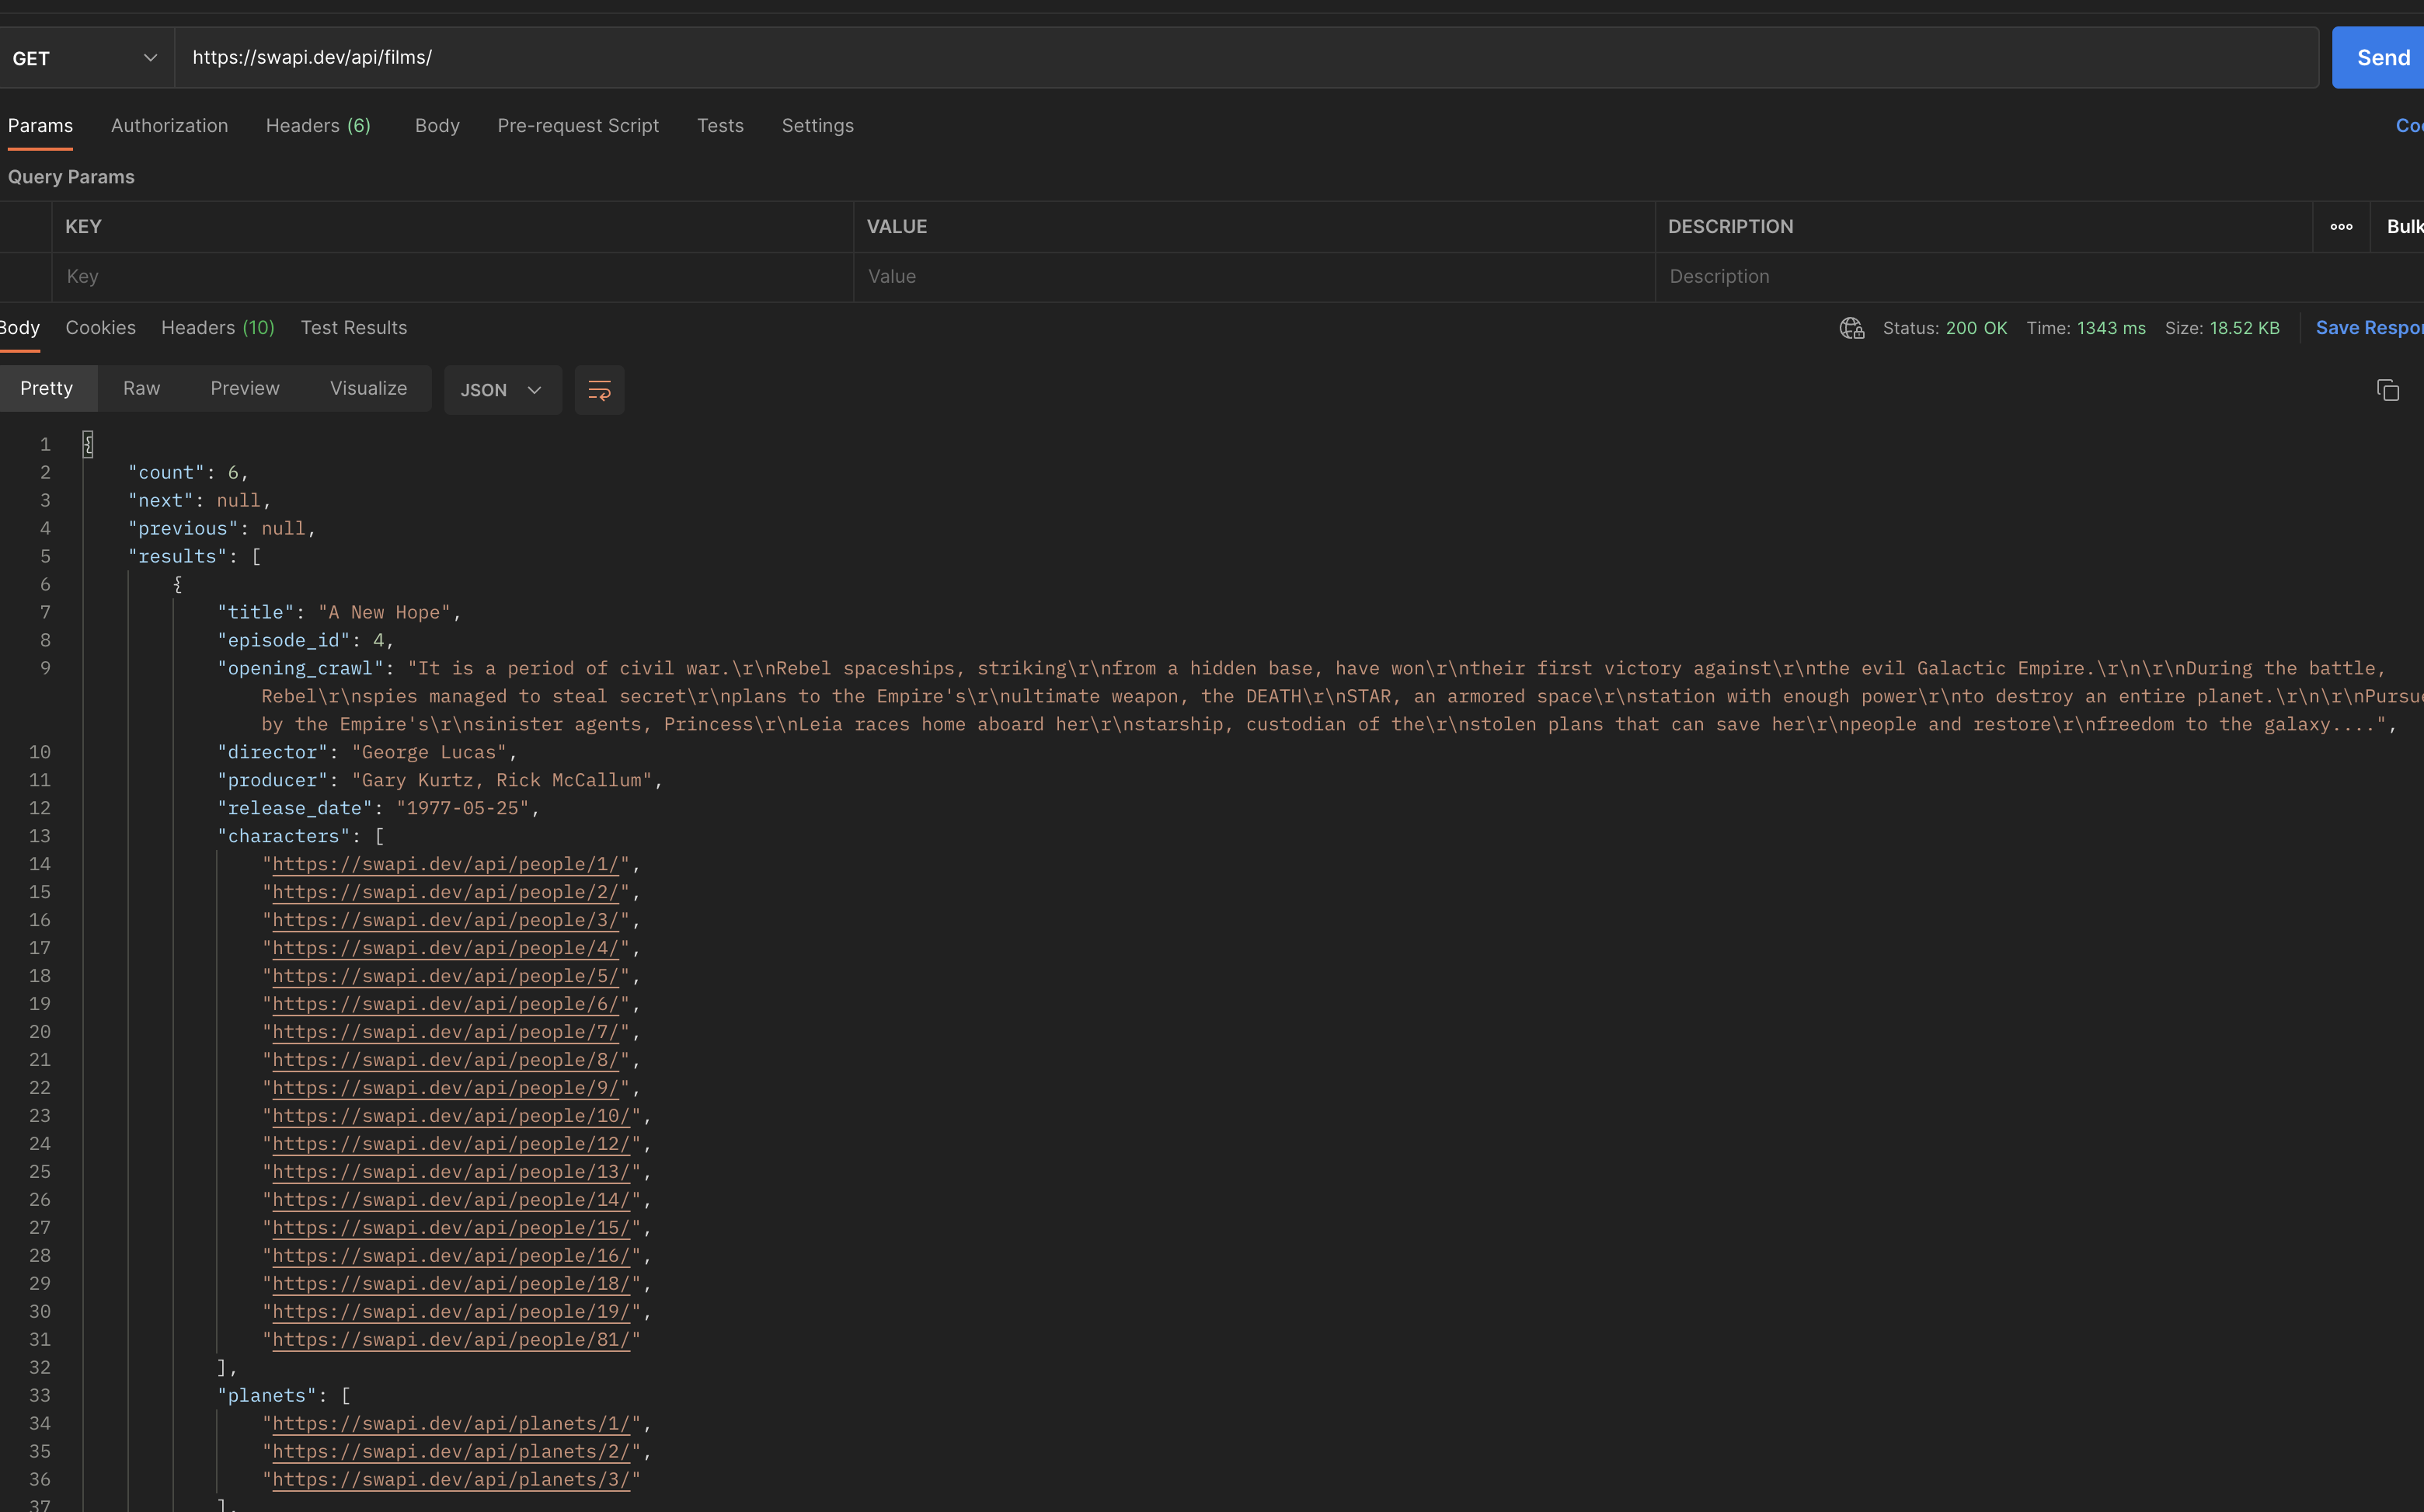 GET https://swapi.dev/api/films/ Send
Params Authorization Headers (6) Body Pre-request Script Tests Settings
Query Params
KEY VALUE DESCRIPTION ooo Bulk
Key Value Description
Body Cookies Headers (10) Test Results Status: 200 OK Time: 1343 ms Size: 18.52 KB Save Respo
Pretty Raw Preview Visualize JSON
1 {
2 "count": 6,
3 "next": null,
4 "previous": null,
5 "results": [
6 {
7 "title": "A New Hope",
8 "episode_id": 4,
9 "opening_crawl": "It is a period of civil war.\r\nRebel spaceships, striking\r\nfrom a hidden base, have won\r\ntheir first victory against\r\nthe evil Galactic Empire.\r\n\r\nDuring the battle,
Rebel\r\nspies managed to steal secret\r\nplans to the Empire's\r\nultimate weapon, the DEATH\r\nSTAR, an armored space\r\nstation with enough power\r\nto destroy an entire planet.\r\n\r\nPursue
by the Empire's\r\nsinister agents, Princess\r\nLeia races home aboard her\r\nstarship, custodian of the\r\nstolen plans that can save her\r\npeople and restore\r\nfreedom to the galaxy....",
10 "director": "George Lucas",
11 "producer": "Gary Kurtz, Rick McCallum",
12 "release_date": "1977-05-25",
13 "characters": [
14 "https://swapi.dev/api/people/1/",
15 "https://swapi.dev/api/people/2/",
16 "https://swapi.dev/api/people/3/",
17 "https://swapi.dev/api/people/4/",
18 "https://swapi.dev/api/people/5/",
19 "https://swapi.dev/api/people/6/",
20 "https://swapi.dev/api/people/7/",
21 "https://swapi.dev/api/people/8/",
22 "https://swapi.dev/api/people/9/",
23 "https://swapi.dev/api/people/10/",
24 "https://swapi.dev/api/people/12/",
25 "https://swapi.dev/api/people/13/",
26 "https://swapi.dev/api/people/14/",
27 "https://swapi.dev/api/people/15/",
28 "https://swapi.dev/api/people/16/",
29 "https://swapi.dev/api/people/18/",
30 "https://swapi.dev/api/people/19/",
31 "https://swapi.dev/api/people/81/"
32 ],
33 "planets": [
34 "https://swapi.dev/api/planets/1/",
35 "https://swapi.dev/api/planets/2/",
36 "https://swapi.dev/api/planets/3/"
37 ],